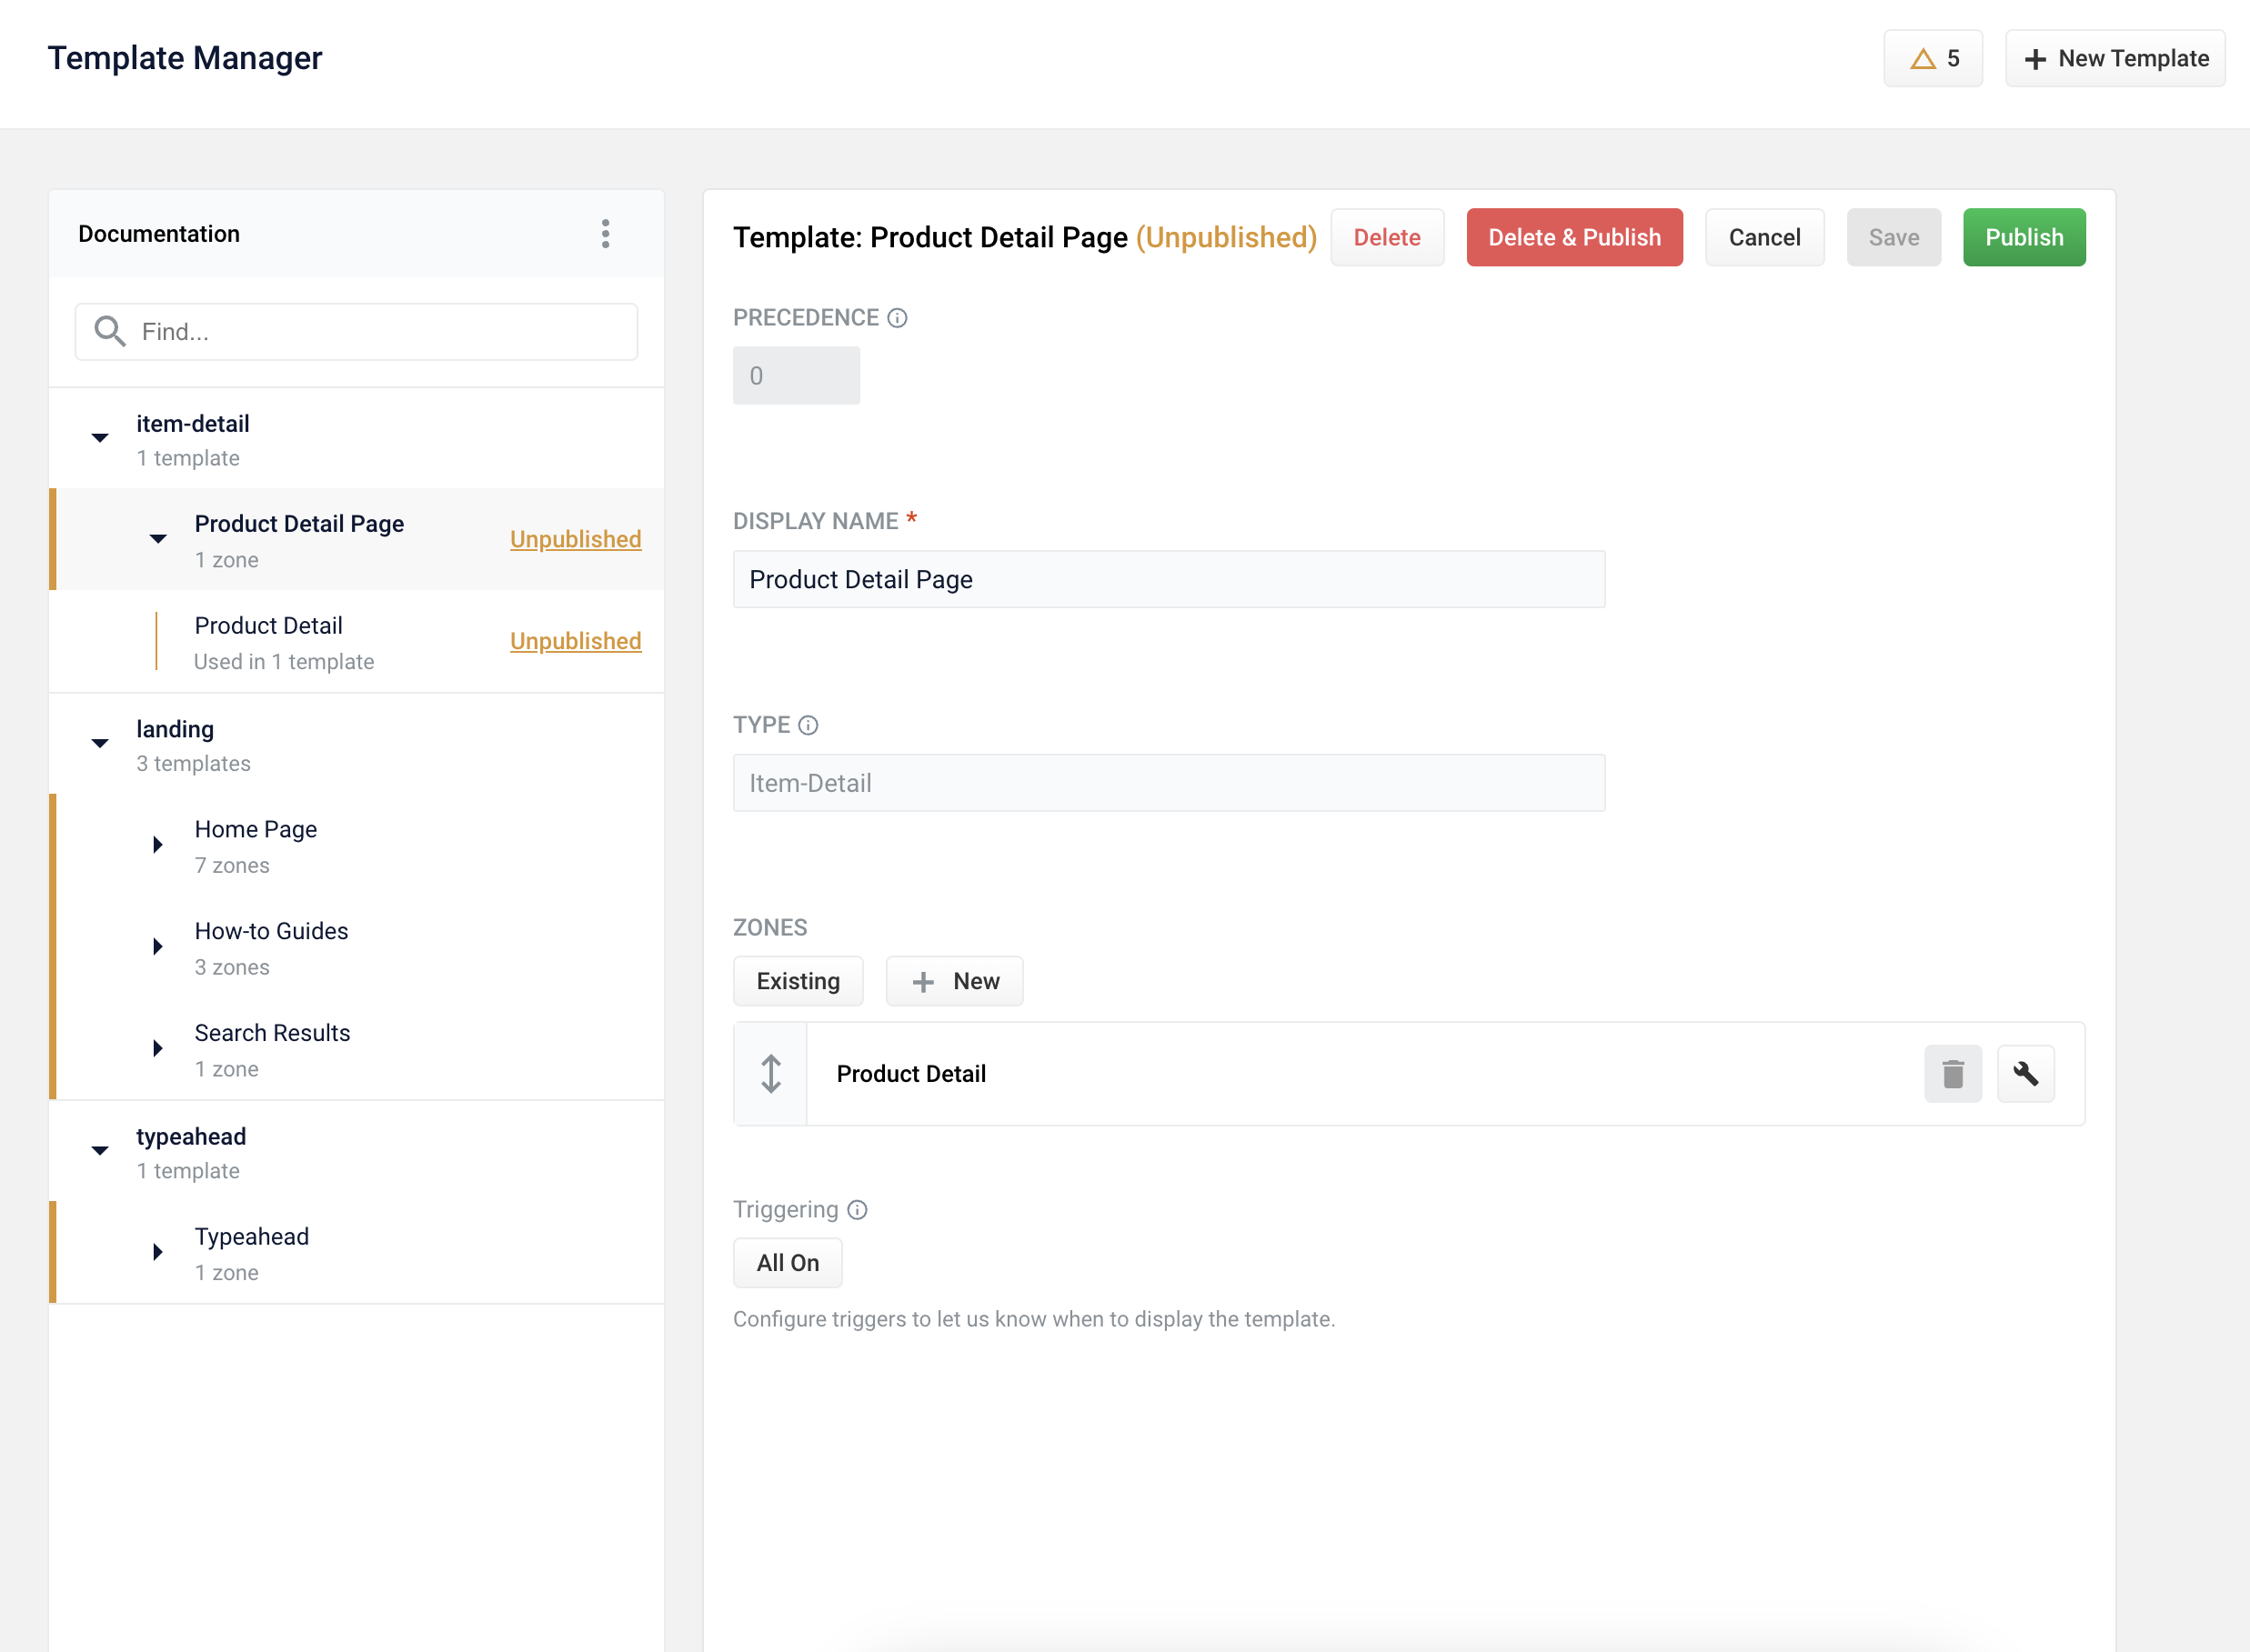 Template Manager
5
New Template
Documentation
Find...
item-detail
1 template
Product Detail Page
1 zone
Unpublished
Product Detail
Used in 1 template
Unpublished
landing
3 templates
Home Page
7 zones
How-to Guides
3 zones
Search Results
1 zone
typeahead
1 template
Typeahead
1 zone
Template: Product Detail Page (Unpublished)
Delete
Delete & Publish
Cancel
Save
Publish
PRECEDENCE
0
DISPLAY NAME *
Product Detail Page
TYPE
Item-Detail
ZONES
Existing
New
Product Detail
Triggering
All On
Configure triggers to let us know when to display the template.